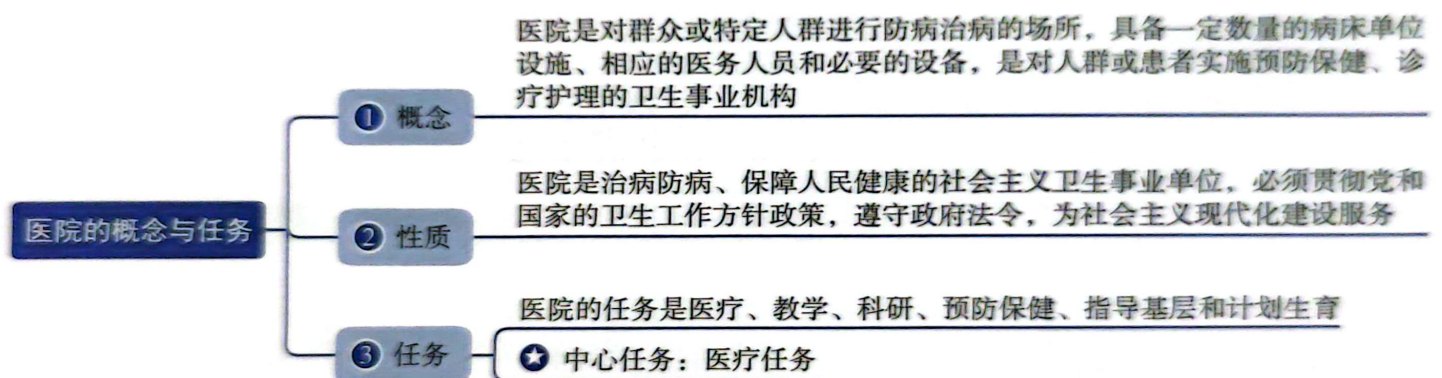 医院的概念与任务
① 概念
医院是对群众或特定人群进行防病治病的场所，具备一定数量的病床单位
设施、相应的医务人员和必要的设备，是对人群或患者实施预防保健、诊
疗护理的卫生事业机构
② 性质
医院是治病防病、保障人民健康的社会主义卫生事业单位，必须贯彻党和
国家的卫生工作方针政策，遵守政府法令，为社会主义现代化建设服务
③ 任务
医院的任务是医疗、教学、科研、预防保健、指导基层和计划生育
中心任务：医疗任务